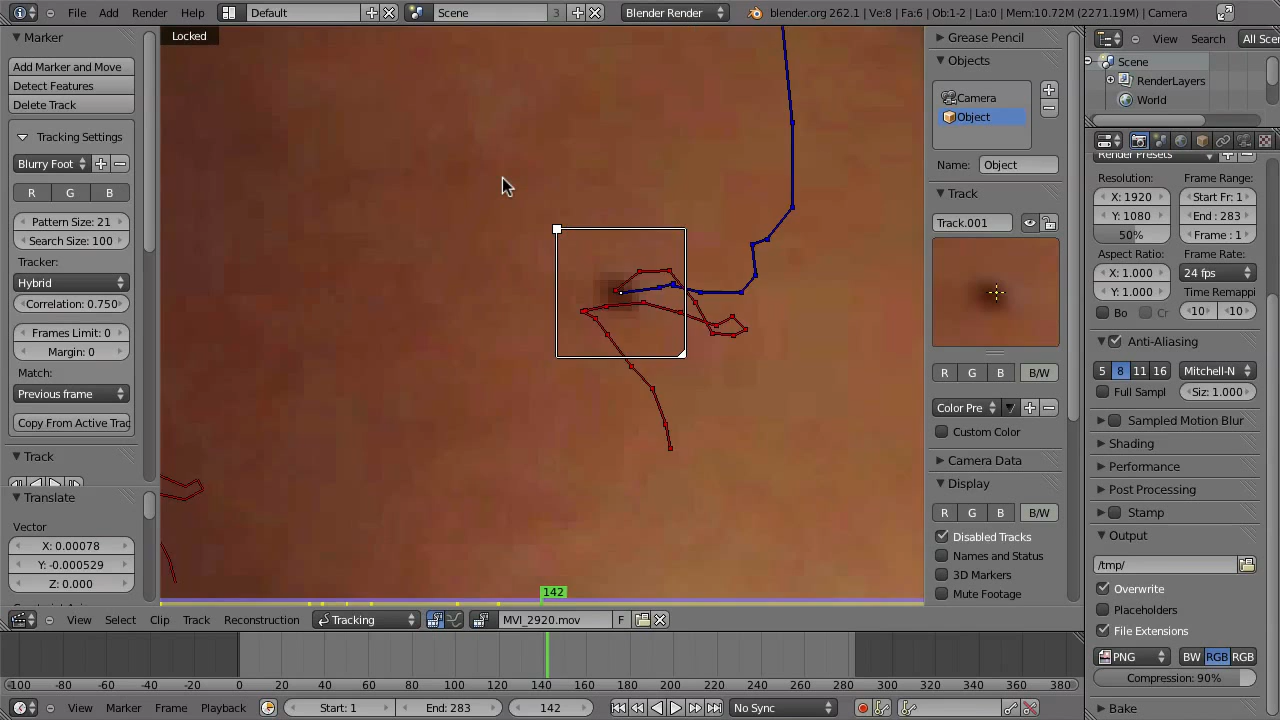 File Add Render Help Default Scene 3 Blender Render blender.org 262.1 | Ve:8 | Fa:6 | Ob:1-2 | La:0 | Mem:10.72M (2271.19M) | Camera
Marker
Add Marker and Move
Detect Features
Delete Track
Tracking Settings
Blurry Foot
R G B
Pattern Size: 21
Search Size: 100
Tracker:
Hybrid
Correlation: 0.750
Frames Limit: 0
Margin: 0
Match:
Previous frame
Copy From Active Trac
Track
Translate
Vector
X: 0.00078
Y: -0.000529
Z: 0.000
Locked
142
Grease Pencil
Objects
Camera
Object
Name: Object
Track
Track.001
R G B B/W
Color Pre
Custom Color
Camera Data
Display
R G B B/W
Disabled Tracks
Names and Status
3D Markers
Mute Footage
View Search All Scen
Scene
RenderLayers
World
Render Presets
Resolution: Frame Range:
X: 1920 Start Fr: 1
Y: 1080 End : 283
50% Frame : 1
Aspect Ratio: Frame Rate:
X: 1.000 24 fps
Y: 1.000 Time Remappi
Bo Cr 10 10
Anti-Aliasing
5 8 11 16 Mitchell-N
Full Sampl Siz: 1.000
Sampled Motion Blur
Shading
Performance
Post Processing
Stamp
Output
/tmp/
Overwrite
Placeholders
File Extensions
PNG BW RGB RGB
Compression: 90%
Bake
View Select Clip Track Reconstruction Tracking MVI_2920.mov F
-100 -80 -60 -40 -20 0 20 40 60 80 100 120 140 160 180 200 220 240 260 280 300 320 340 360 380
View Marker Frame Playback Start: 1 End: 283 142 No Sync